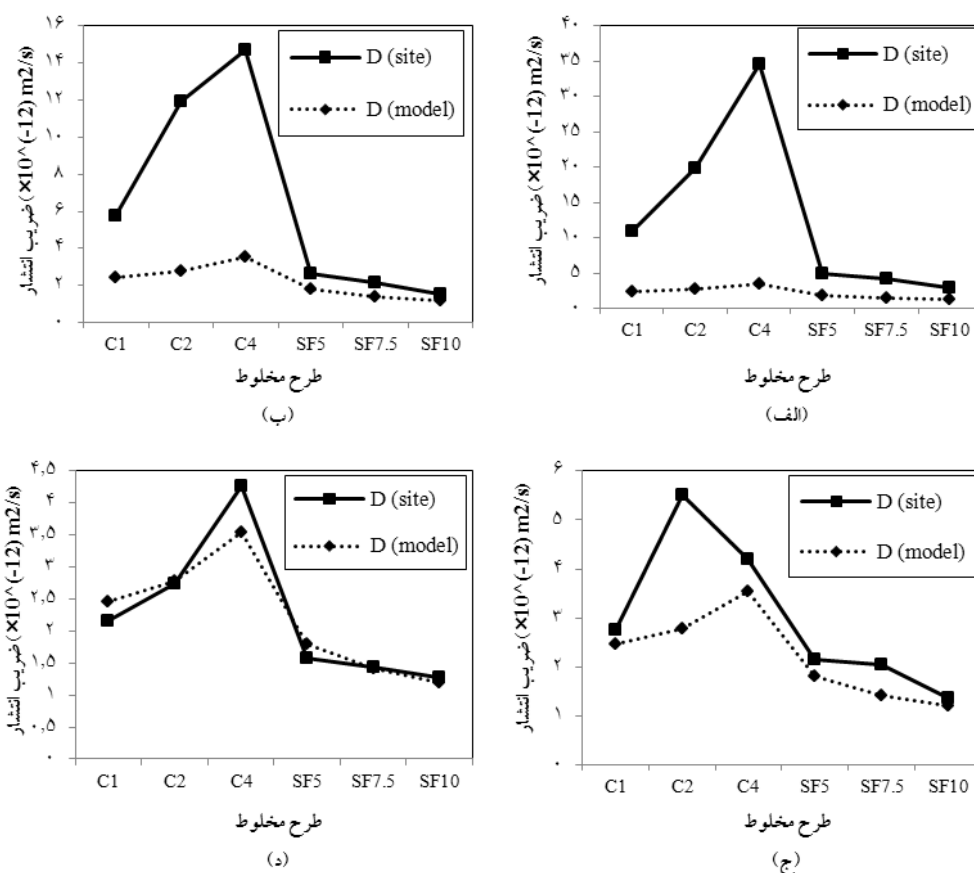 ۴۰
۳۵
۳۰
۲۵
۲۰
۱۵
۱۰
۵
۰
ضریب انتشار (×10^(-12) m2/s
D (site)
D (model)
C1 C2 C4 SF5 SF7.5 SF10
طرح مخلوط
(الف)
۱۶
۱۴
۱۲
۱۰
۸
۶
۴
۲
۰
ضریب انتشار (×10^(-12) m2/s
D (site)
D (model)
C1 C2 C4 SF5 SF7.5 SF10
طرح مخلوط
(ب)
۶
۵
۴
۳
۲
۱
۰
ضریب انتشار (×10^(-12) m2/s
D (site)
D (model)
C1 C2 C4 SF5 SF7.5 SF10
طرح مخلوط
(ج)
۴,۵
۴
۳,۵
۳
۲,۵
۲
۱,۵
۱
۰,۵
۰
ضریب انتشار (×10^(-12) m2/s
D (site)
D (model)
C1 C2 C4 SF5 SF7.5 SF10
طرح مخلوط
(د)